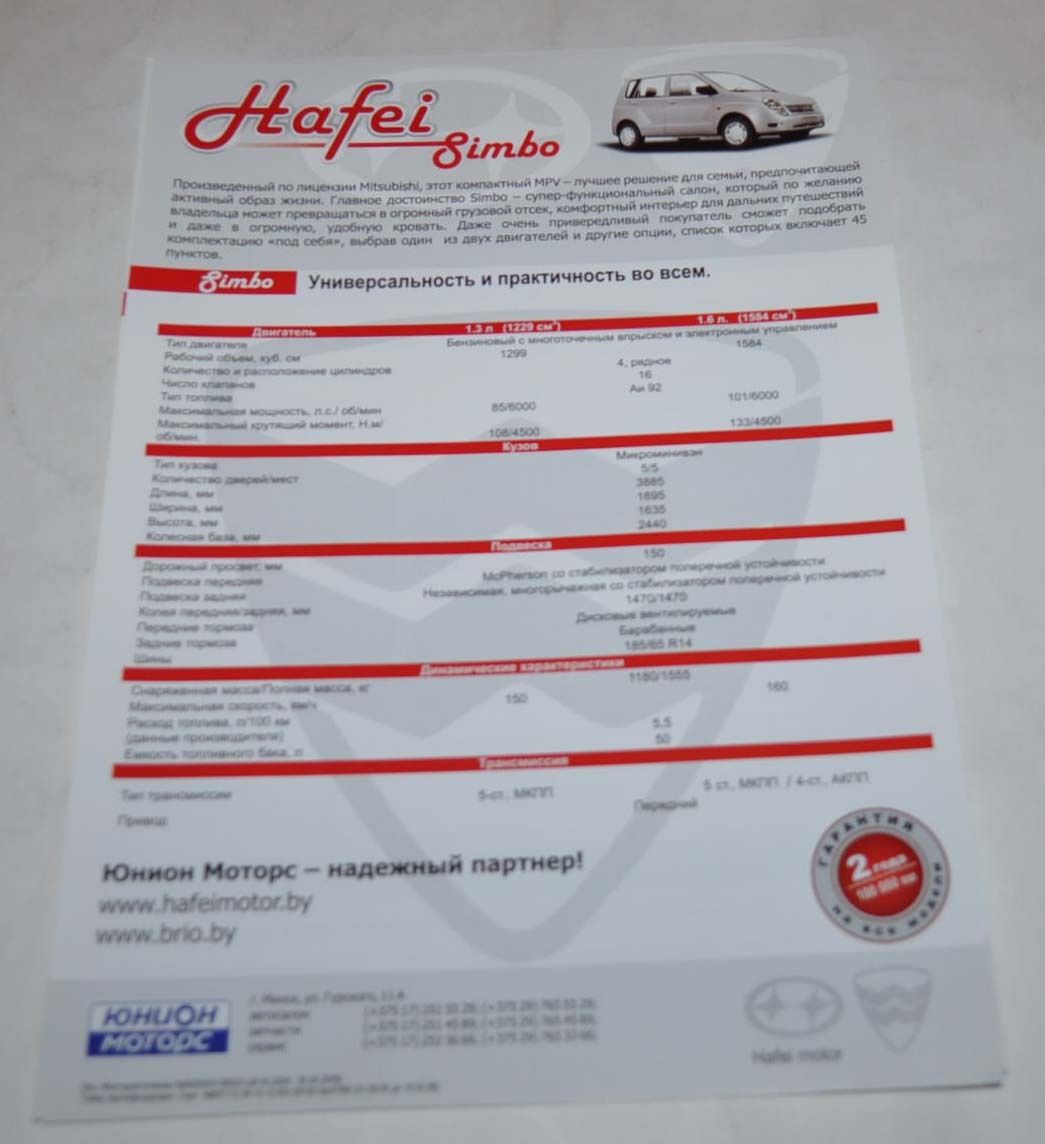 Hafei
Simbo
Произведенный по лицензии Mitsubishi, этот компактный MPV – лучшее решение для семьи, предпочитающей
активный образ жизни. Главное достоинство Simbo – супер-функциональный салон, который по желанию
владельца может превращаться в огромный грузовой отсек, комфортный интерьер для дальних путешествий
и даже в огромную, удобную кровать. Даже очень привередливый покупатель сможет подобрать
комплектацию «под себя», выбрав один из двух двигателей и другие опции, список которых включает 45
пунктов.
Simbo Универсальность и практичность во всем.
Двигатель 1.3 л (1229 см³) 1.6 л. (1584 см³)
Тип двигателя Бензиновый с многоточечным впрыском и электронным управлением
Рабочий объем, куб. см 1299 1584
Количество и расположение цилиндров 4, рядное
Число клапанов 16
Тип топлива Аи 92
Максимальная мощность, л.с./ об/мин 85/6000 101/6000
Максимальный крутящий момент, Н.м/
об/мин. 108/4500 133/4500
Кузов
Тип кузова Микроминивэн
Количество дверей/мест 5/5
Длина, мм 3885
Ширина, мм 1695
Высота, мм 1635
Колесная база, мм 2440
Подвеска
Дорожный просвет, мм 150
Подвеска передняя McPherson со стабилизатором поперечной устойчивости
Подвеска задняя Независимая, многорычажная со стабилизатором поперечной устойчивости
Колея передняя/задняя, мм 1470/1470
Передние тормоза Дисковые вентилируемые
Задние тормоза Барабанные
Шины 185/65 R14
Динамические характеристики
Снаряженная масса/Полная масса, кг 1180/1555
Максимальная скорость, км/ч 150 160
Расход топлива, л/100 км
(данные производителя) 5,5
Емкость топливного бака, л 50
Трансмиссия
Тип трансмиссии 5-ст., МКПП 5 ст., МКПП / 4-ст., АКПП
Привод Передний
Юнион Моторс – надежный партнер!
www.hafeimotor.by
www.brio.by
ГАРАНТИЯ
2 года
100 000 км
на все модели
ЮНИОН
МОТОРС
г. Минск, ул.
автосалон
запчасти
сервис
Hafei motor